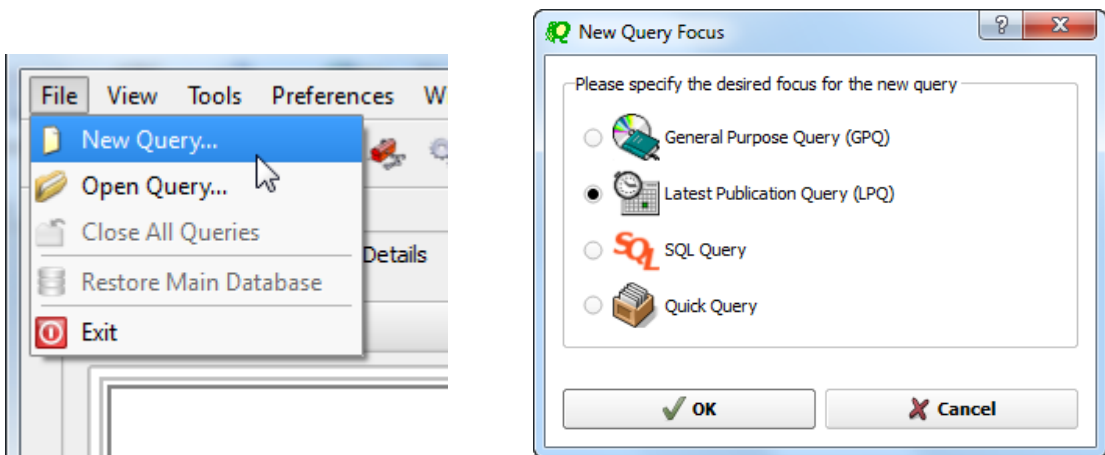 File View Tools Preferences W
New Query...
Open Query...
Close All Queries
Details
Restore Main Database
Exit
New Query Focus
Please specify the desired focus for the new query
General Purpose Query (GPQ)
Latest Publication Query (LPQ)
SQL SQL Query
Quick Query
OK Cancel